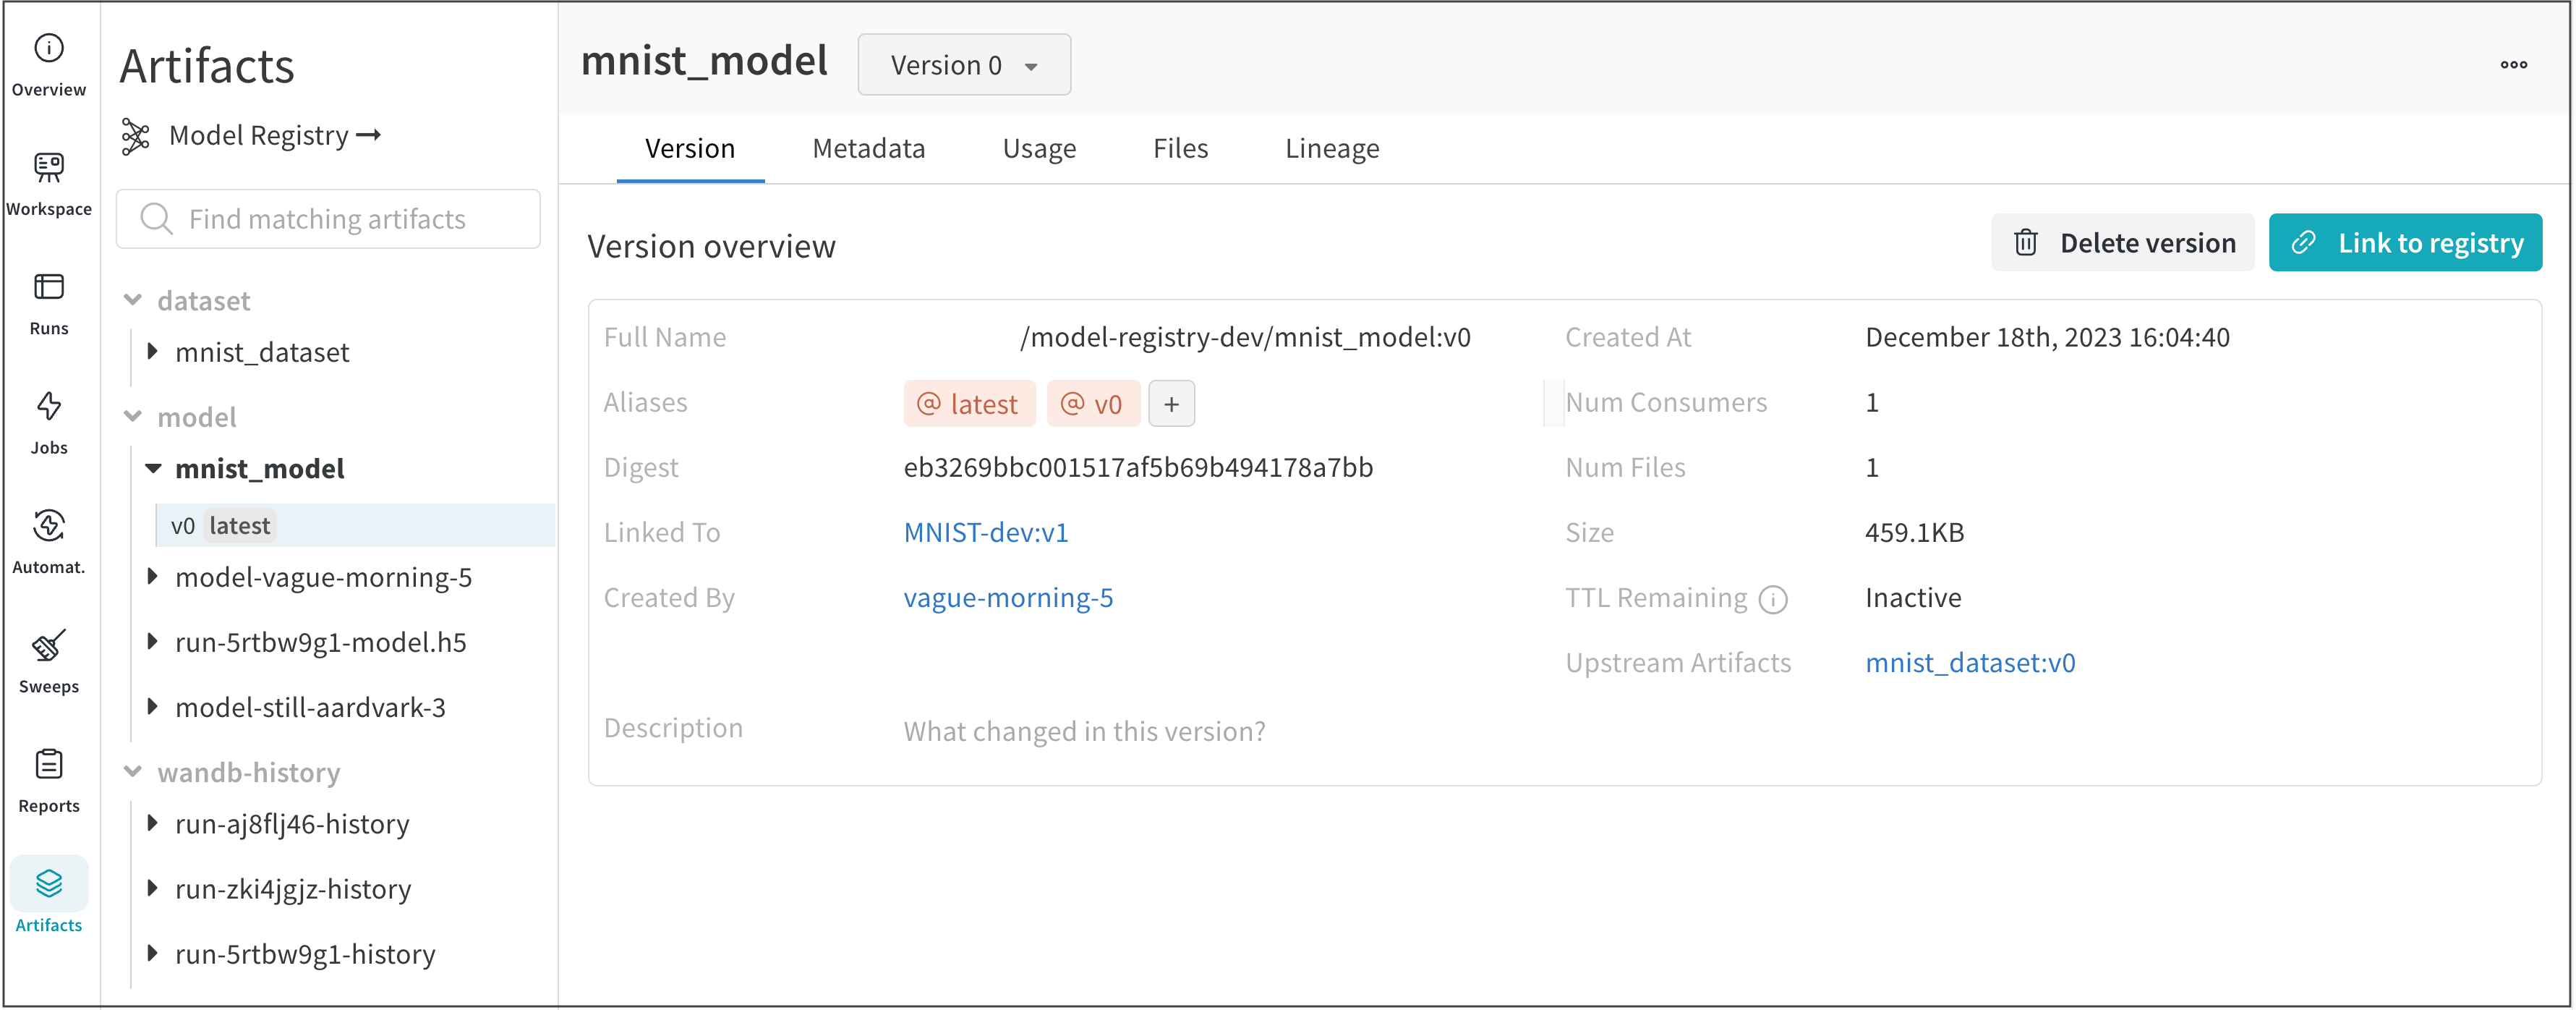 Overview
Workspace
Runs
Jobs
Automat.
Sweeps
Reports
Artifacts
Artifacts
Model Registry →
Find matching artifacts
dataset
mnist_dataset
model
mnist_model
v0 latest
model-vague-morning-5
run-5rtbw9g1-model.h5
model-still-aardvark-3
wandb-history
run-aj8flj46-history
run-zki4jgjz-history
run-5rtbw9g1-history
mnist_model Version 0
Version Metadata Usage Files Lineage
Version overview Delete version Link to registry
Full Name /model-registry-dev/mnist_model:v0
Aliases @ latest @ v0 +
Digest eb3269bbc001517af5b69b494178a7bb
Linked To MNIST-dev:v1
Created By vague-morning-5
Description What changed in this version?
Created At December 18th, 2023 16:04:40
Num Consumers 1
Num Files 1
Size 459.1KB
TTL Remaining Inactive
Upstream Artifacts mnist_dataset:v0